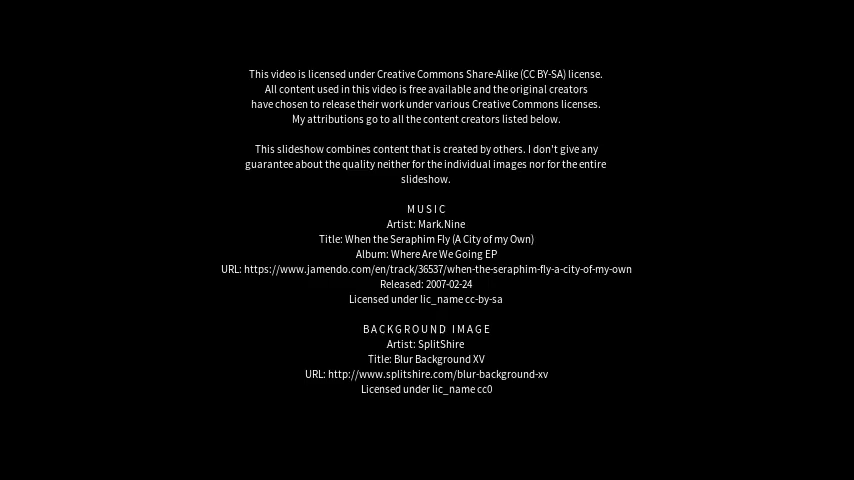 This video is licensed under Creative Commons Share-Alike (CC BY-SA) license.
All content used in this video is free available and the original creators
have chosen to release their work under various Creative Commons licenses.
My attributions go to all the content creators listed below.
This slideshow combines content that is created by others. I don't give any
guarantee about the quality neither for the individual images nor for the entire
slideshow.
MUSIC
Artist: Mark.Nine
Title: When the Seraphim Fly (A City of my Own)
Album: Where Are We Going EP
URL: https://www.jamendo.com/en/track/36537/when-the-seraphim-fly-a-city-of-my-own
Released: 2007-02-24
Licensed under lic_name cc-by-sa
BACKGROUND IMAGE
Artist: SplitShire
Title: Blur Background XV
URL: http://www.splitshire.com/blur-background-xv
Licensed under lic_name cc0